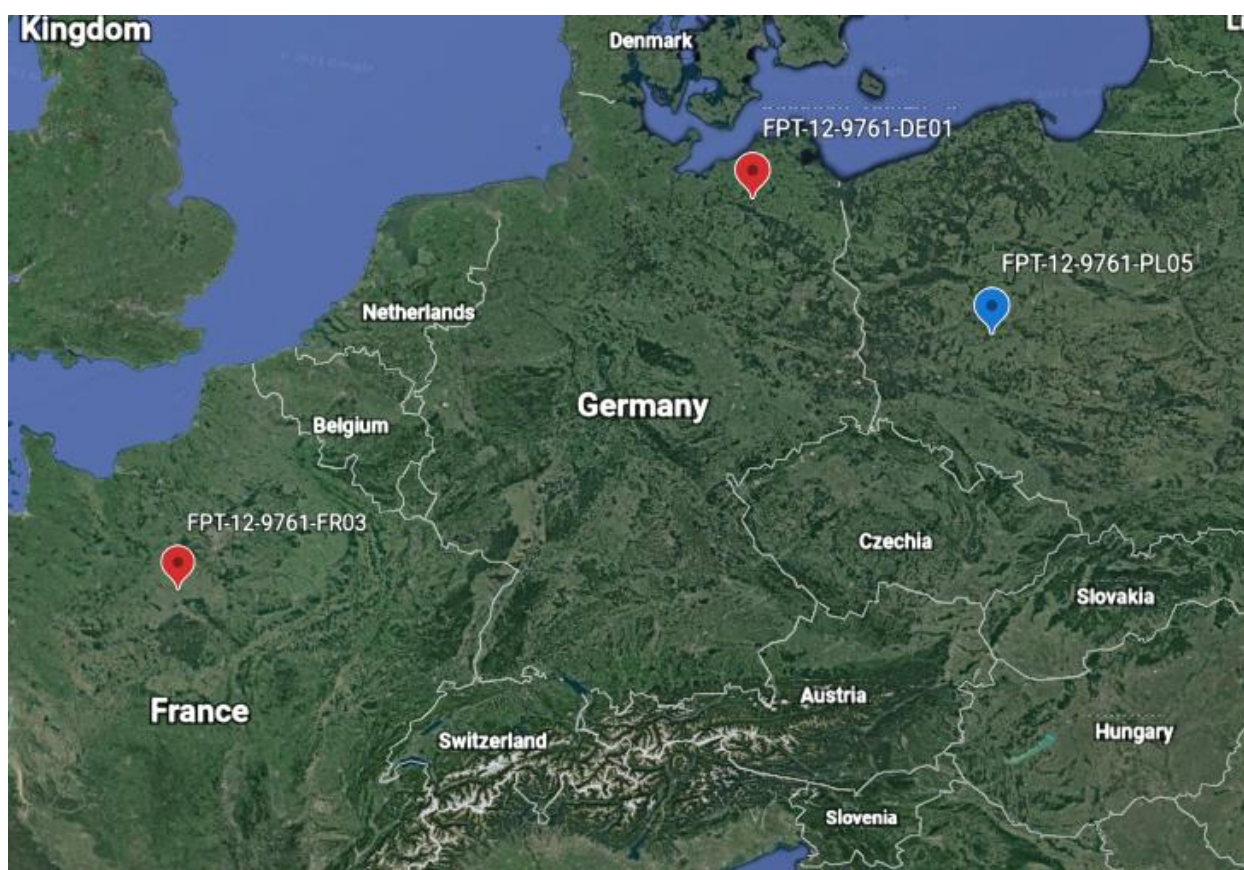 Kingdom
Denmark
FPT-12-9761-DE01
FPT-12-9761-PL05
Netherlands
Germany
Belgium
FPT-12-9761-FR03
Czechia
Slovakia
Austria
France
Hungary
Switzerland
Slovenia